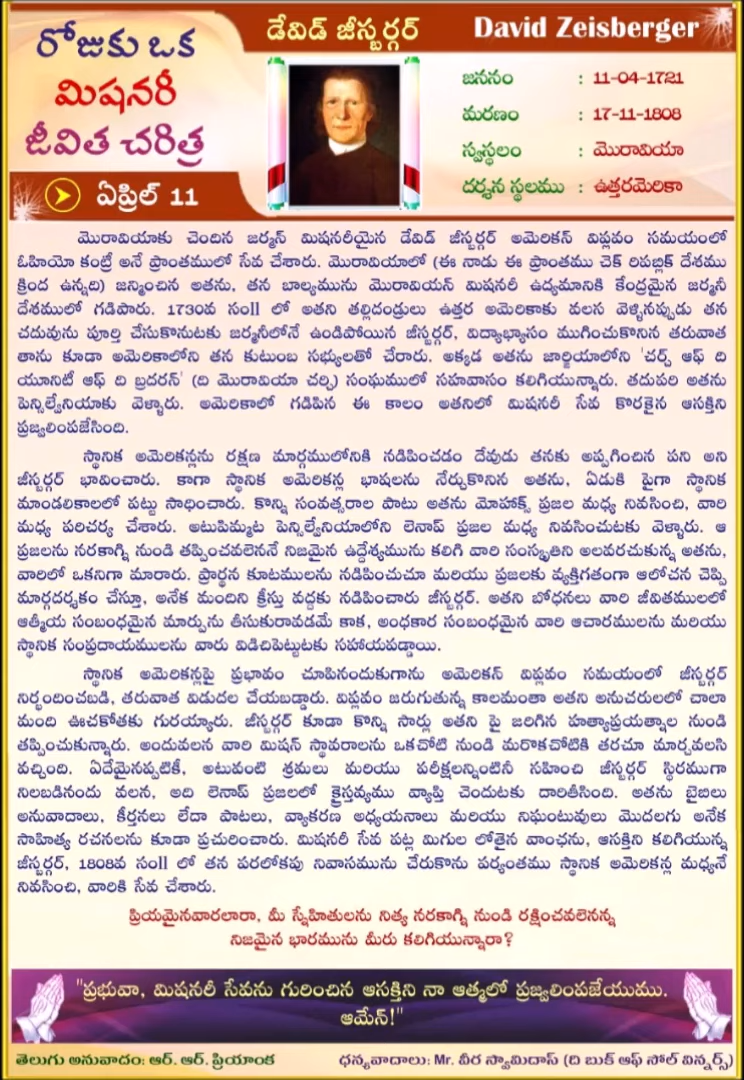 రోజుకు ఒక
మిషనరీ
జీవిత చరిత్ర
ఏప్రిల్ 11
డేవిడ్ జీస్బర్గర్ David Zeisberger
జననం : 11-04-1721
మరణం : 17-11-1808
స్వస్థలం : మొరావియా
దర్శన స్థలము : ఉత్తరమెరికా
మొరావియాకు చెందిన జర్మన్ మిషనరీయైన డేవిడ్ జీస్బర్గర్ అమెరికన్ విప్లవం సమయంలో
ఓహియో కంట్రీ అనే ప్రాంతములో సేవ చేశారు. మొరావియాలో (ఈ నాడు ఈ ప్రాంతము చెక్ రిపబ్లిక్ దేశము
క్రింద ఉన్నది) జన్మించిన అతను, తన బాల్యమును మొరావియన్ మిషనరీ ఉద్యమానికి కేంద్రమైన జర్మనీ
దేశములో గడిపారు. 1730వ సం|| లో అతని తల్లిదండ్రులు ఉత్తర అమెరికాకు వలస వెళ్ళినప్పుడు తన
చదువును పూర్తి చేసుకొనుటకు జర్మనీలోనే ఉండిపోయిన జీస్బర్గర్, విద్యాభ్యాసం ముగించుకొనిన తరువాత
తాను కూడా అమెరికాలోని తన కుటుంబ సభ్యులతో చేరారు. అక్కడ అతను జార్జియాలోని 'చర్చ్ ఆఫ్ ది
యూనిటీ ఆఫ్ ది బ్రదరన్' (ది మొరావియా చర్చి) సంఘములో సహవాసం కలిగియున్నారు. తదుపరి అతను
పెన్సిల్వేనియాకు వెళ్ళారు. అమెరికాలో గడిపిన ఈ కాలం అతనిలో మిషనరీ సేవ కొరకైన ఆసక్తిని
ప్రజ్వలింపజేసింది.
స్థానిక అమెరికన్లను రక్షణ మార్గములోనికి నడిపించడం దేవుడు తనకు అప్పగించిన పని అని
జీస్బర్గర్ భావించారు. కాగా స్థానిక అమెరికన్ల భాషలను నేర్చుకొనిన అతను, ఏడుకి పైగా స్థానిక
మాండలికాలలో పట్టు సాధించారు. కొన్ని సంవత్సరాల పాటు అతను మోహాక్స్ ప్రజల మధ్య నివసించి, వారి
మధ్య పరిచర్య చేశారు. అటుపిమ్మట పెన్సిల్వేనియాలోని లెనాప్ ప్రజల మధ్య నివసించుటకు వెళ్ళారు. ఆ
ప్రజలను నరకాగ్ని నుండి తప్పించవలెననే నిజమైన ఉద్దేశ్యమును కలిగి వారి సంస్కృతిని అలవరచుకున్న అతను,
వారిలో ఒకనిగా మారారు. ప్రార్థన కూటములను నడిపించుచూ మరియు ప్రజలకు వ్యక్తిగతంగా ఆలోచన చెప్పి
మార్గదర్శకం చేస్తూ, అనేక మందిని క్రీస్తు వద్దకు నడిపించారు జీస్బర్గర్. అతని బోధనలు వారి జీవితములలో
ఆత్మీయ సంబంధమైన మార్పును తీసుకురావడమే కాక, అంధకార సంబంధమైన వారి ఆచారములను మరియు
స్థానిక సంప్రదాయములను వారు విడిచిపెట్టుటకు సహాయపడ్డాయి.
స్థానిక అమెరికన్లపై ప్రభావం చూపినందుకుగాను అమెరికన్ విప్లవం సమయంలో జీస్బర్గర్
నిర్బందించబడి, తరువాత విడుదల చేయబడ్డారు. విప్లవం జరుగుతున్న కాలమంతా అతని అనుచరులలో చాలా
మంది ఊచకోతకు గురయ్యారు. జీస్బర్గర్ కూడా కొన్ని సార్లు అతని పై జరిగిన హత్యాప్రయత్నాల నుండి
తప్పించుకున్నారు. అందువలన వారి మిషన్ స్థావరాలను ఒకచోటి నుండి మరొకచోటికి తరచూ మార్చవలసి
వచ్చింది. ఏదేమైనప్పటికీ, అటువంటి శ్రమలు మరియు పరీక్షలన్నింటినీ సహించి జీస్బర్గర్ స్థిరముగా
నిలబడినందు వలన, అది లెనాప్ ప్రజలలో క్రైస్తవ్యము వ్యాప్తి చెందుటకు దారితీసింది. అతను బైబిలు
అనువాదాలు, కీర్తనలు లేదా పాటలు, వ్యాకరణ అధ్యయనాలు మరియు నిఘంటువులు మొదలగు అనేక
సాహిత్య రచనలను కూడా ప్రచురించారు. మిషనరీ సేవ పట్ల మిగుల లోతైన వాంఛను, ఆసక్తిని కలిగియున్న
జీస్బర్గర్, 1808వ సం|| లో తన పరలోకపు నివాసమును చేరుకొను పర్యంతము స్థానిక అమెరికన్ల మధ్యనే
నివసించి, వారికి సేవ చేశారు.
ప్రియమైనవారలారా, మీ స్నేహితులను నిత్య నరకాగ్ని నుండి రక్షించవలెనన్న
నిజమైన భారమును మీరు కలిగియున్నారా?
"ప్రభువా, మిషనరీ సేవను గురించిన ఆసక్తిని నా ఆత్మలో ప్రజ్వలింపజేయుము.
ఆమేన్!"
తెలుగు అనువాదం: ఆర్. ఆర్. ప్రియాంక ధన్యవాదాలు: Mr. వీర స్వామిదాస్ (ది బుక్ ఆఫ్ సోల్ విన్నర్స్)